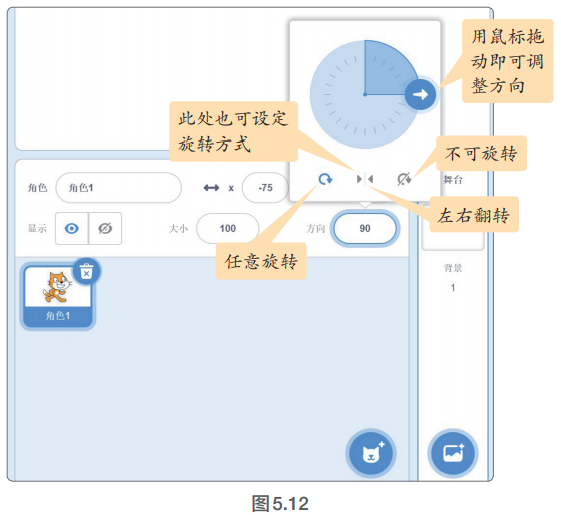 用鼠标拖
动即可调
整方向
此处也可设定
旋转方式
不可旋转
角色 角色1 x -75 舞台
左右翻转
显示 大小 100 方向 90
任意旋转
背景
1
角色1
图5.12